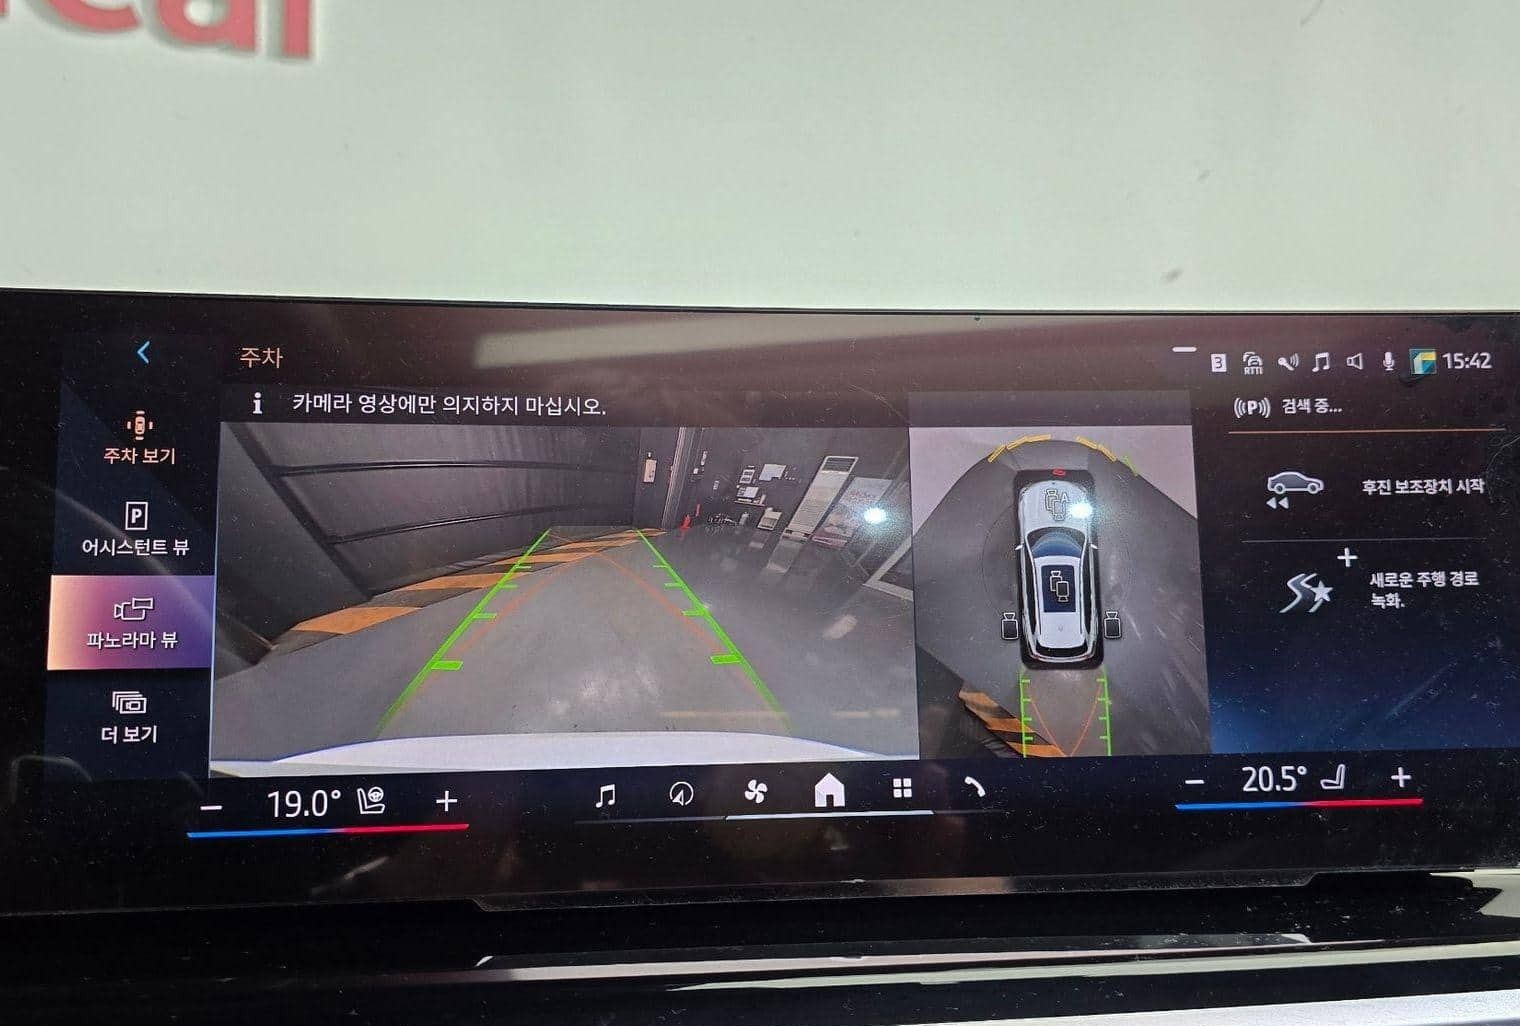 cal
주차
3 RTTI 15:42
카메라 영상에만 의지하지 마십시오.
P 검색 중...
주차 보기
후진 보조장치 시작
P
어시스턴트 뷰
새로운 주행 경로
녹화.
파노라마 뷰
더 보기
19.0°
20.5°